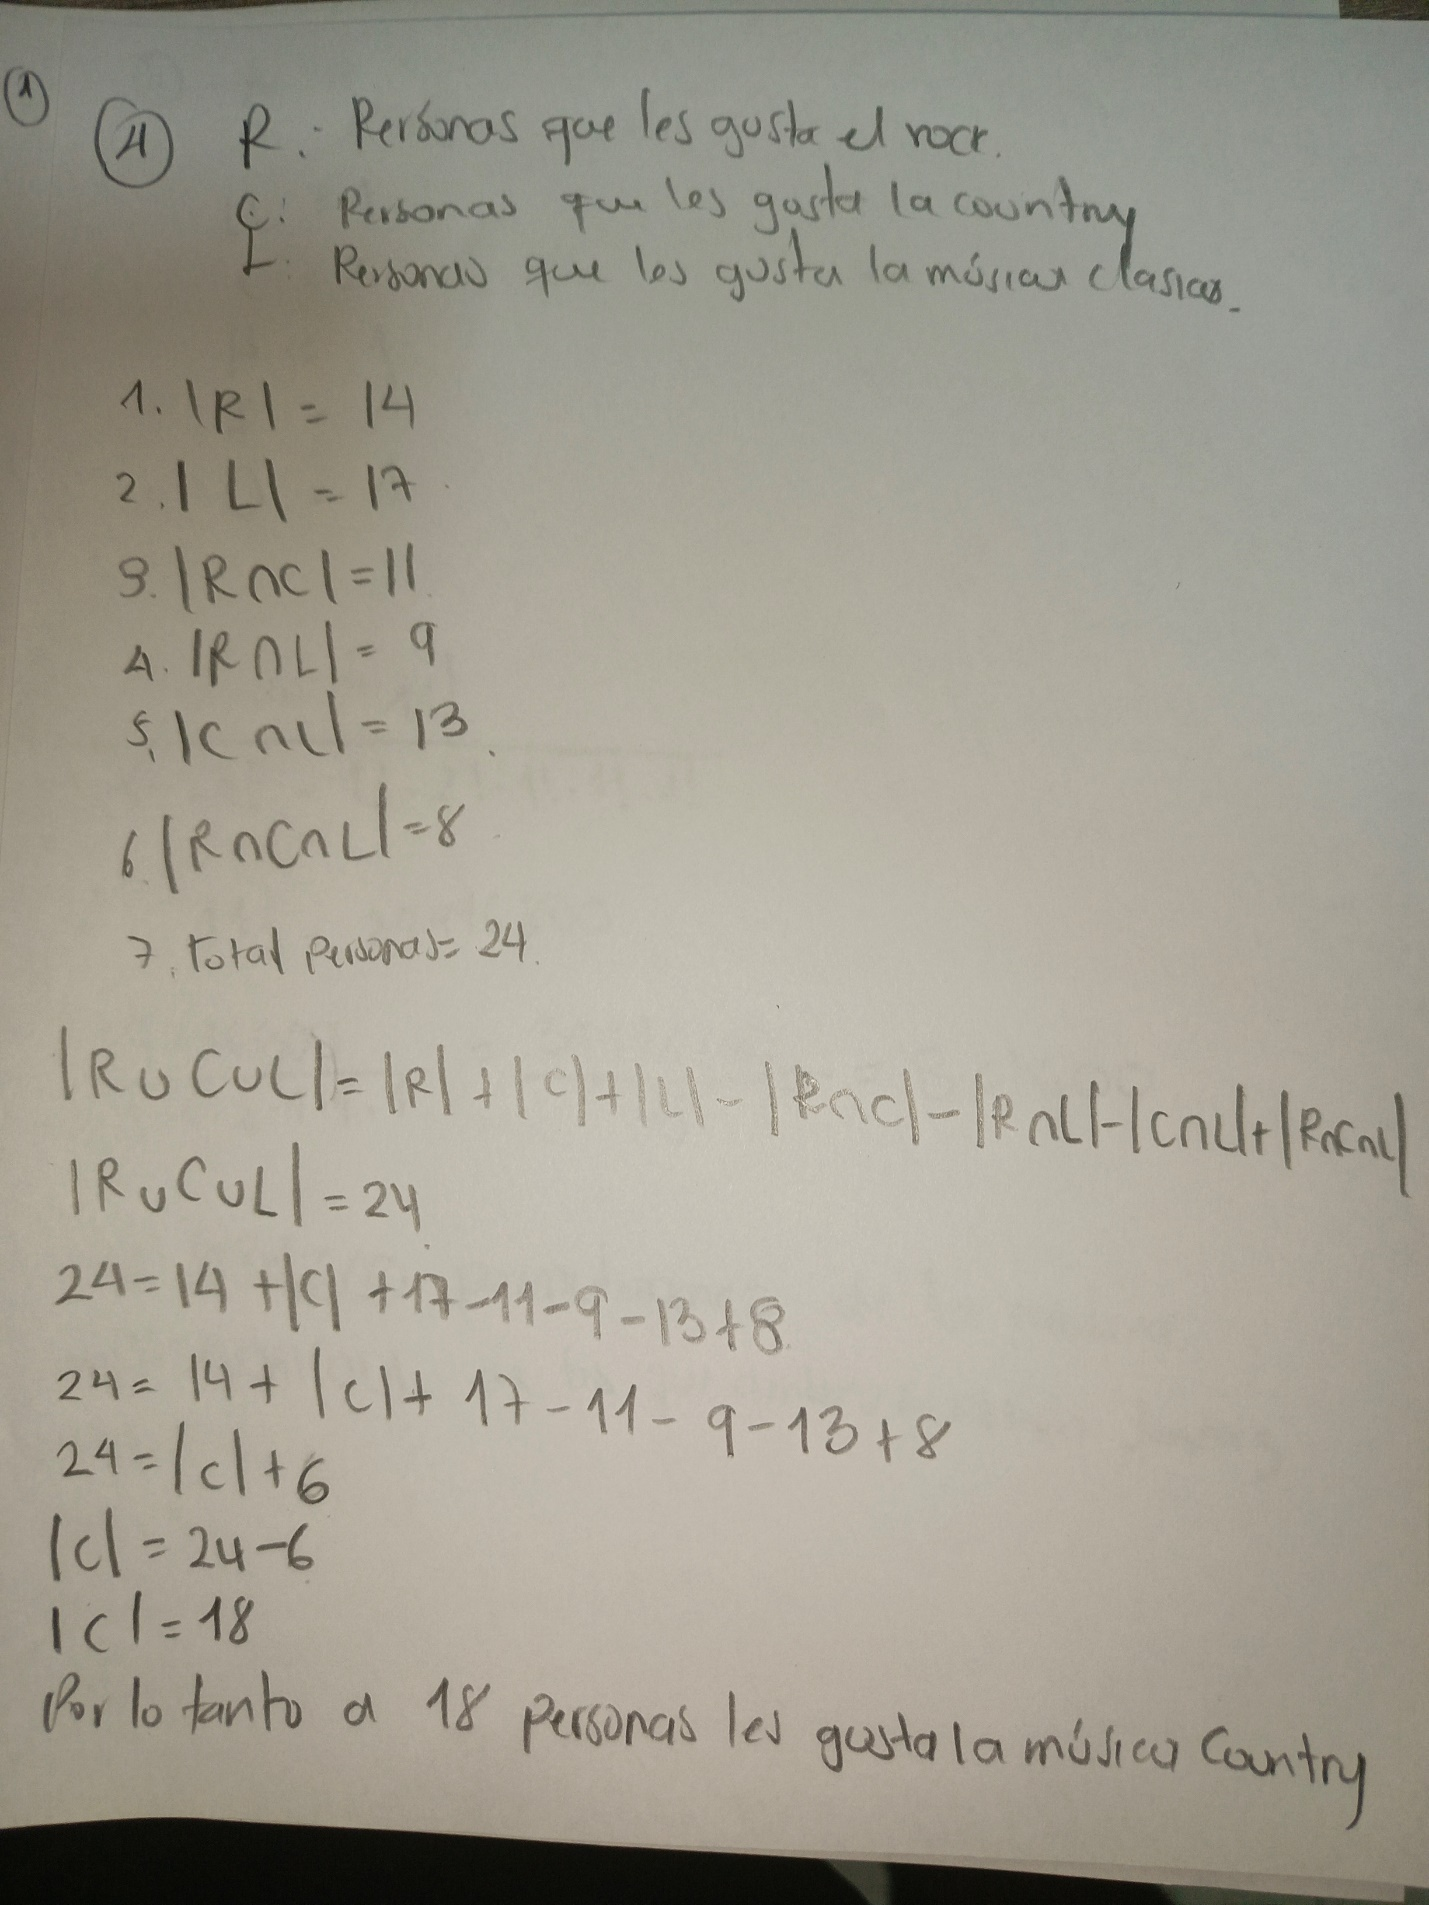 1
4 R: Personas que les gusta el rock.
C: Personas que les gusta la country
L: Personas que les gusta la música clasica.
1. |R| = 14
2. |L| = 17
3. |R∩C| = 11
4. |R∩L| = 9
5. |C∩L| = 13
6. |R∩C∩L| = 8
7. total personas = 24.
|R∪C∪L| = |R| + |C| + |L| - |R∩C| - |R∩L| - |C∩L| + |R∩C∩L|
|R∪C∪L| = 24
24 = 14 + |C| + 17 - 11 - 9 - 13 + 8
24 = 14 + |C| + 17 - 11 - 9 - 13 + 8
24 = |C| + 6
|C| = 24 - 6
|C| = 18
Por lo tanto a 18 personas les gusta la música Country